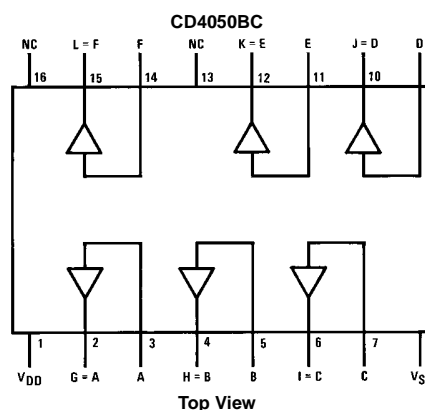 CD4050BC
NC L = F F NC K = E E J = D D
16 15 14 13 12 11 10
1 2 3 4 5 6 7
VDD G = A A H = B B I = C C VS
Top View